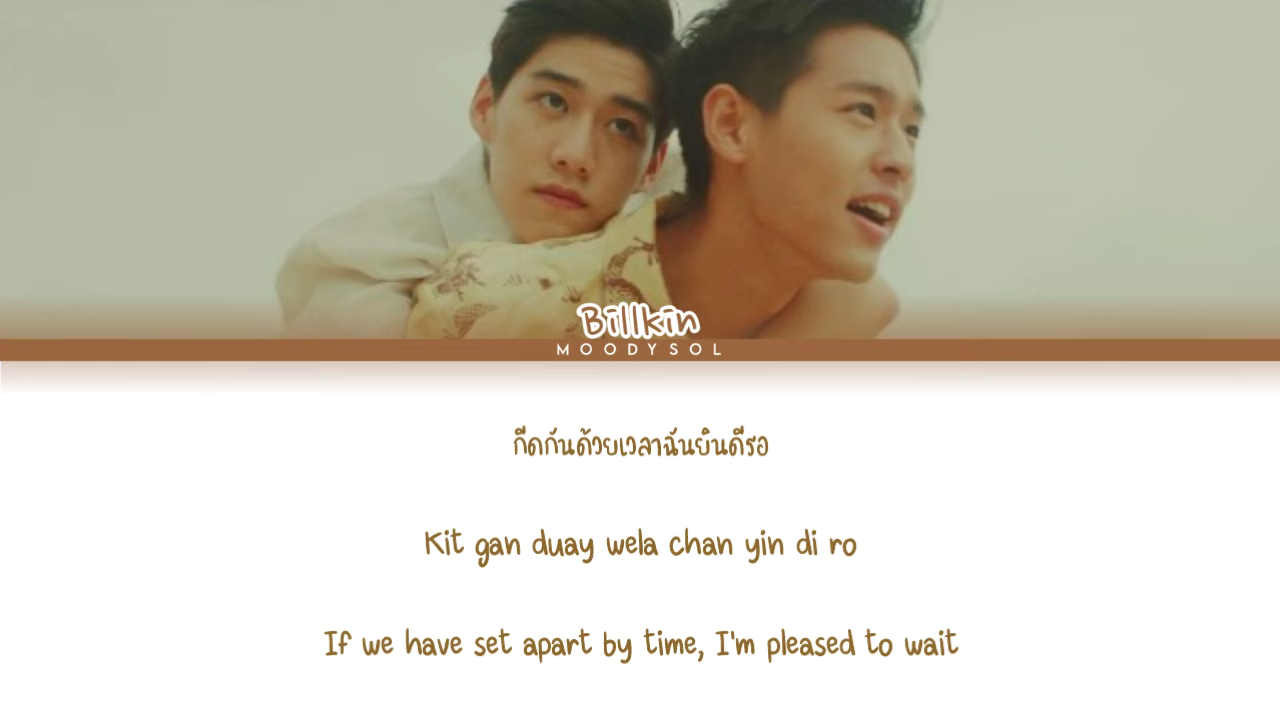 Billkin
MOODYSOL
กีดกันด้วยเวลาฉันยินดีรอ
Kit gan duay wela chan yin di ro
If we have set apart by time, I'm pleased to wait